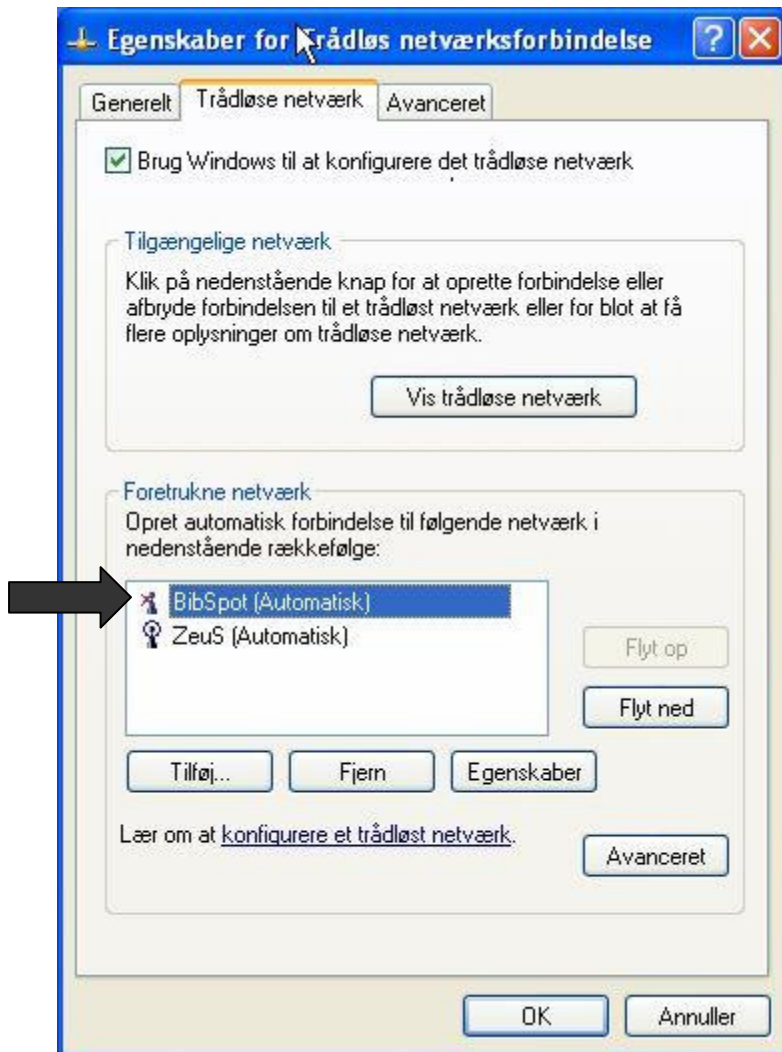 Egenskaber for Trådløs netværksforbindelse
Generelt Trådløse netværk Avanceret
Brug Windows til at konfigurere det trådløse netværk
Tilgængelige netværk
Klik på nedenstående knap for at oprette forbindelse eller
afbryde forbindelsen til et trådløst netværk eller for blot at få
flere oplysninger om trådløse netværk.
Vis trådløse netværk
Foretrukne netværk
Opret automatisk forbindelse til følgende netværk i
nedenstående rækkefølge:
BibSpot (Automatisk)
ZeuS (Automatisk)
Flyt op
Flyt ned
Tilføj... Fjern Egenskaber
Lær om at konfigurere et trådløst netværk.
Avanceret
OK Annuller